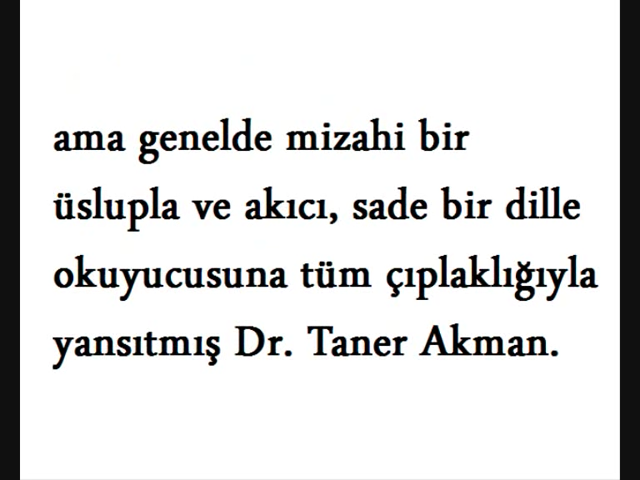 ama genelde mizahi bir
üslupla ve akıcı, sade bir dille
okuyucusuna tüm çıplaklığıyla
yansıtmış Dr. Taner Akman.